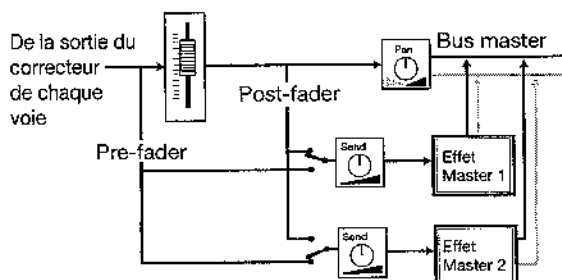 De la sortie du
correcteur
de chaque
voie
Pan
Bus master
Post-fader
Pre-fader
Send
Effet
Master 1
Send
Effet
Master 2